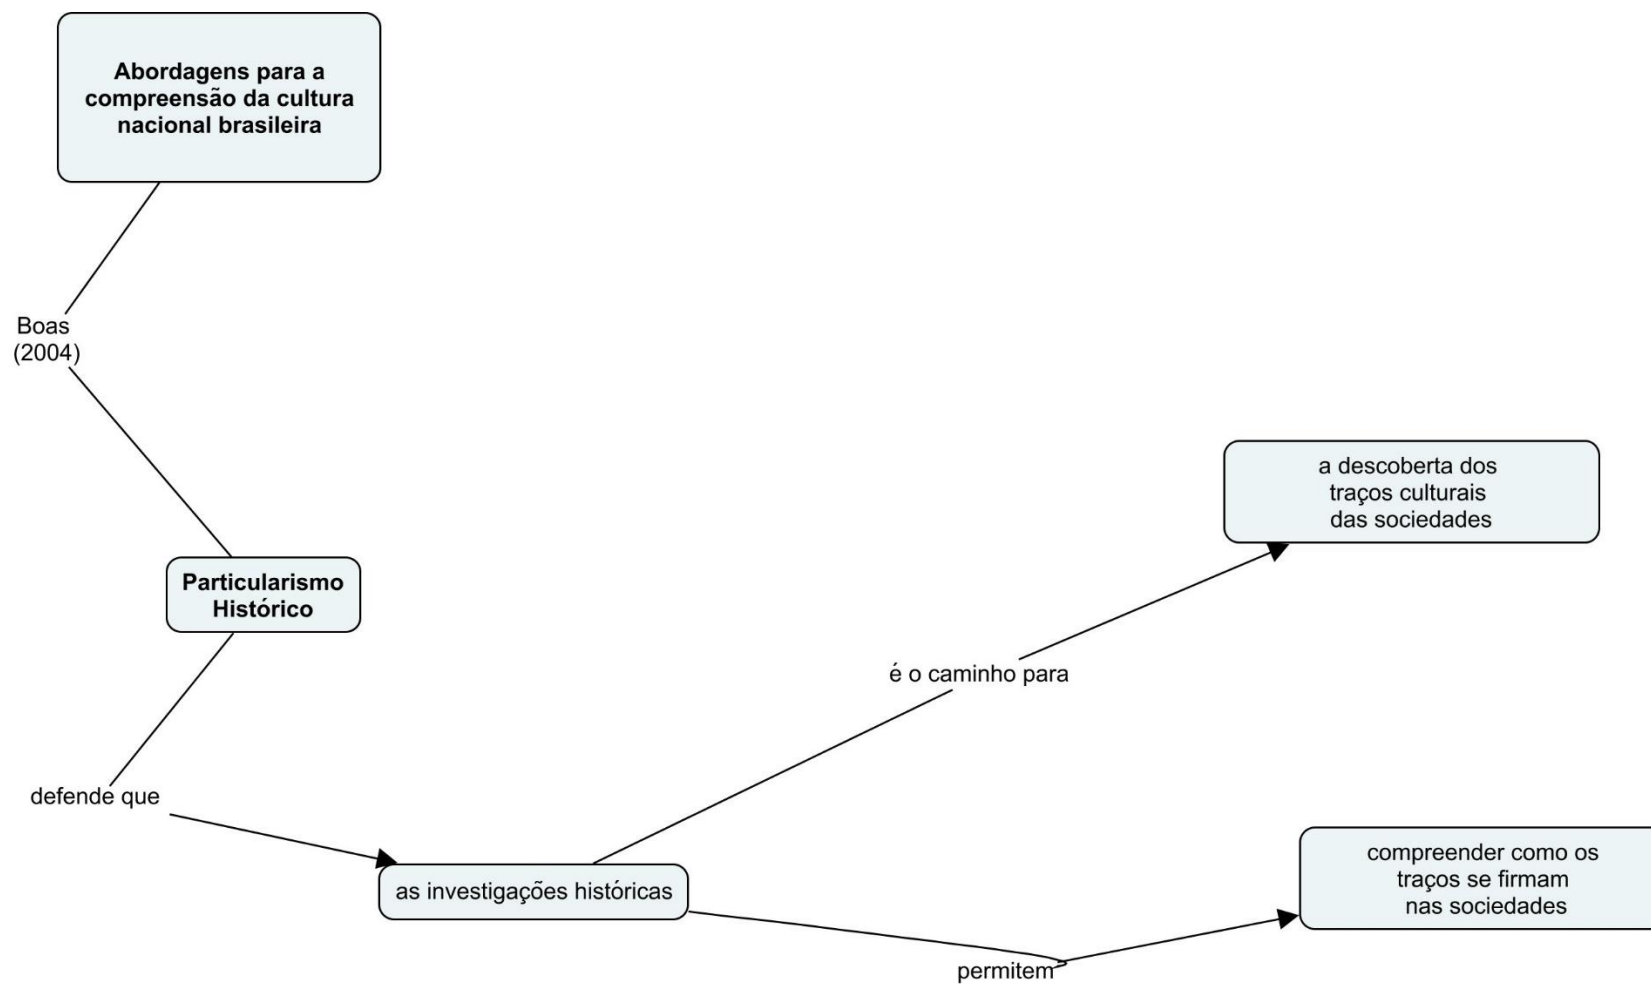 Abordagens para a
compreensão da cultura
nacional brasileira
Boas
(2004)
Particularismo
Histórico
defende que
as investigações históricas
é o caminho para
a descoberta dos
traços culturais
das sociedades
permitem
compreender como os
traços se firmam
nas sociedades